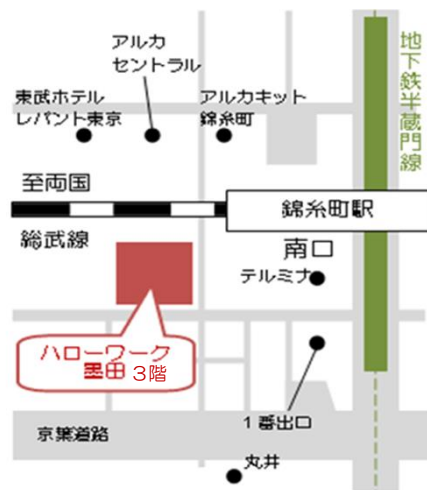 アルカ
セントラル
東武ホテル
レバント東京
アルカキット
錦糸町
地下鉄半蔵門線
至両国
錦糸町駅
総武線
南口
テルミナ
ハローワーク
墨田 3階
1番出口
京葉道路
丸井